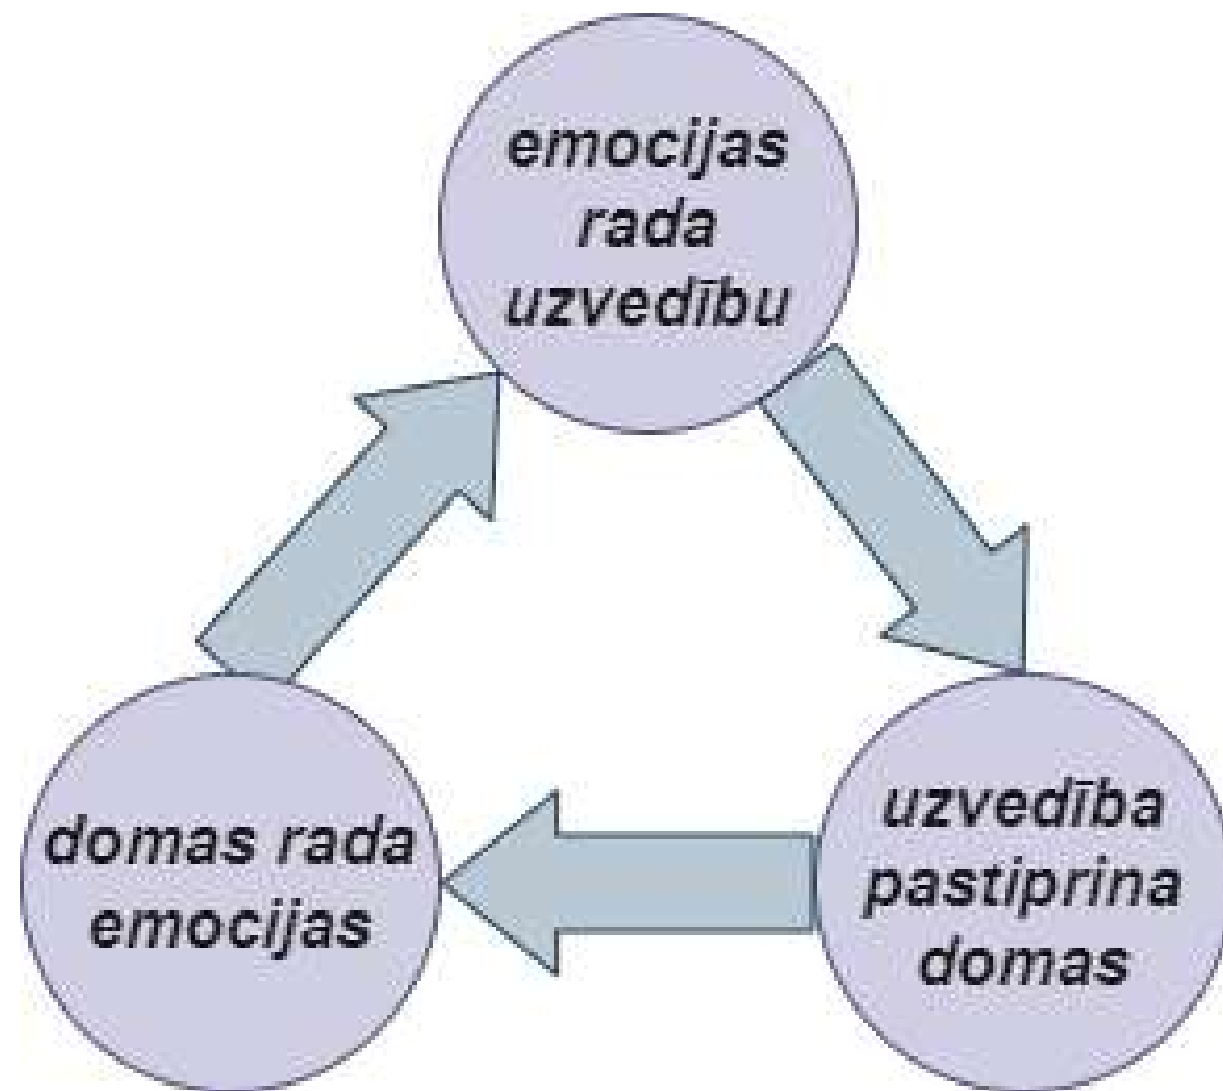 emocijas
rada
uzvedību
domas rada
emocijas
uzvedība
pastiprina
domas